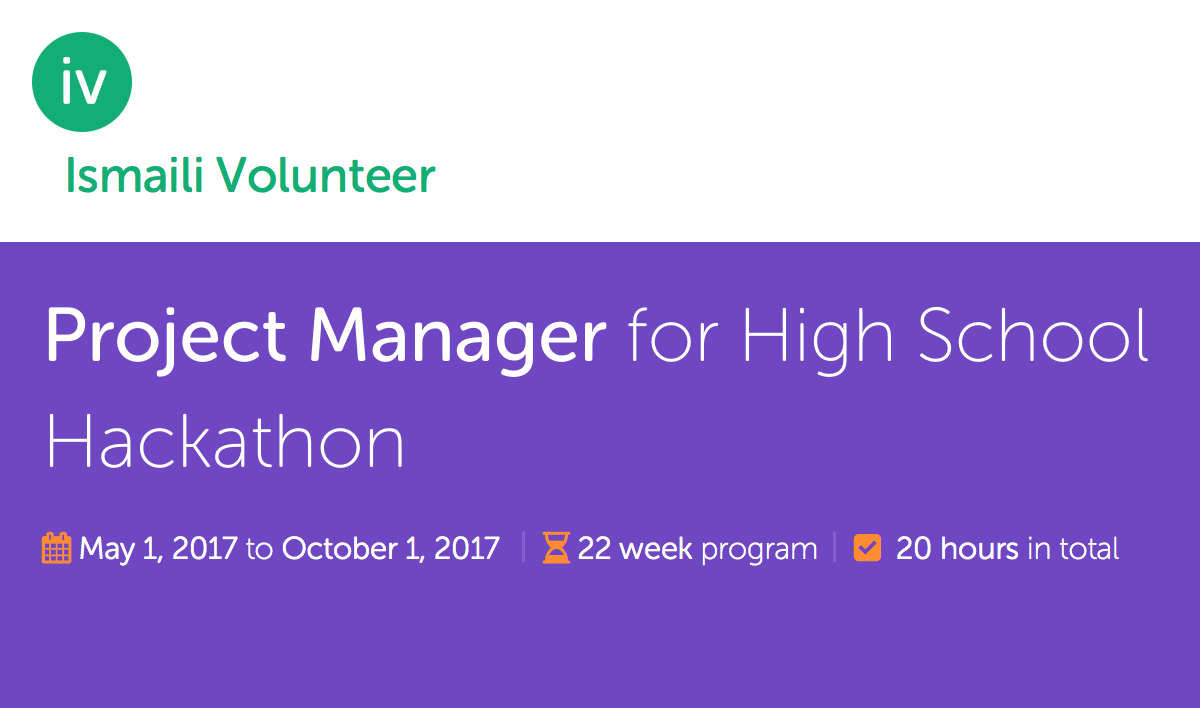 iv
Ismaili Volunteer
Project Manager for High School
Hackathon
May 1, 2017 to October 1, 2017 | 22 week program | 20 hours in total